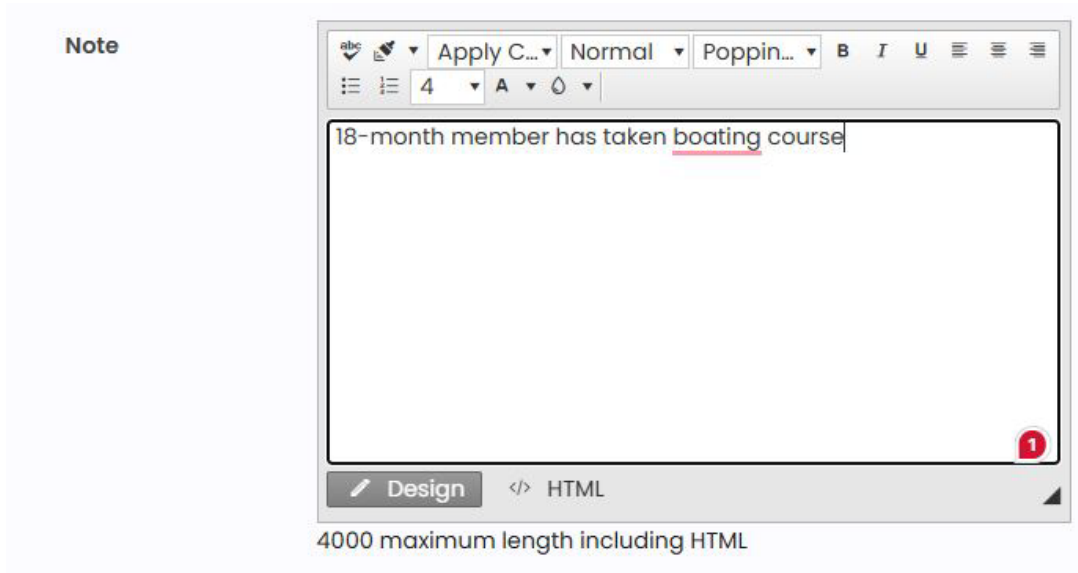 Note
abc Apply C... Normal Poppin... B I U
4 A
18-month member has taken boating course
1
Design </> HTML
4000 maximum length including HTML